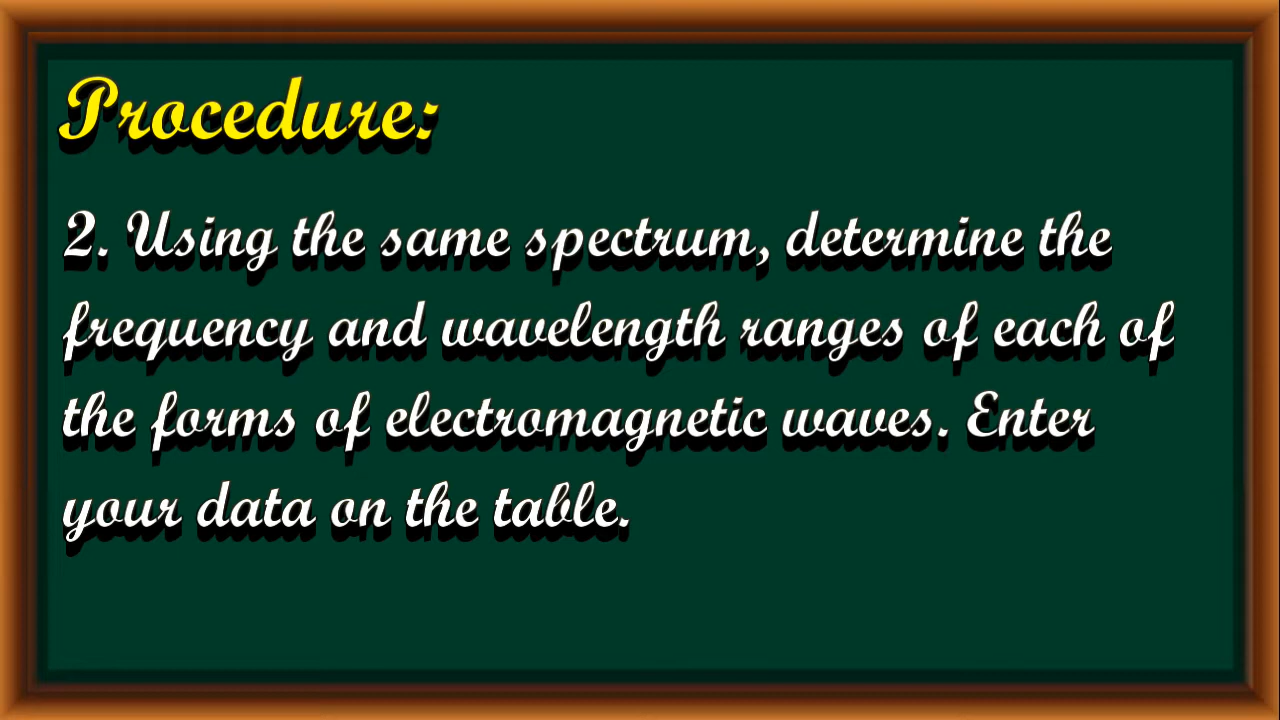 Procedure:
2. Using the same spectrum, determine the
frequency and wavelength ranges of each of
the forms of electromagnetic waves. Enter
your data on the table.